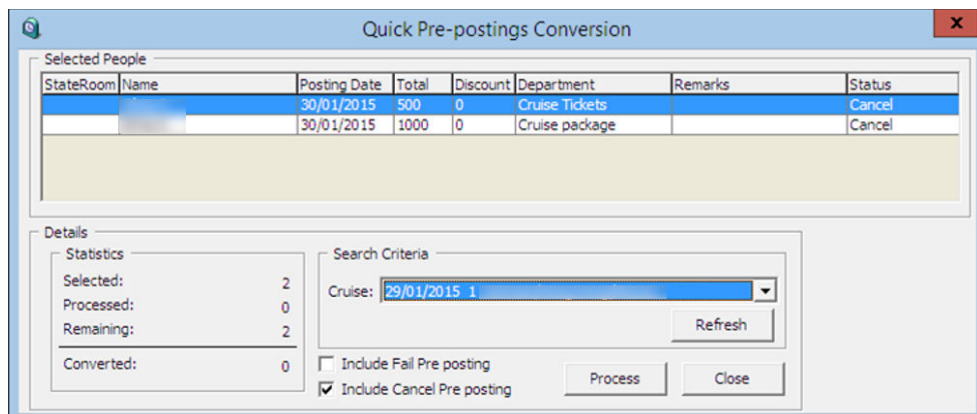 Quick Pre-postings Conversion
x
Selected People
StateRoom Name Posting Date Total Discount Department Remarks Status
30/01/2015 500 0 Cruise Tickets Cancel
30/01/2015 1000 0 Cruise package Cancel
Details
Statistics
Selected: 2
Processed: 0
Remaining: 2
Converted: 0
Search Criteria
Cruise: 29/01/2015 1
Refresh
Include Fail Pre posting
Include Cancel Pre posting
Process
Close